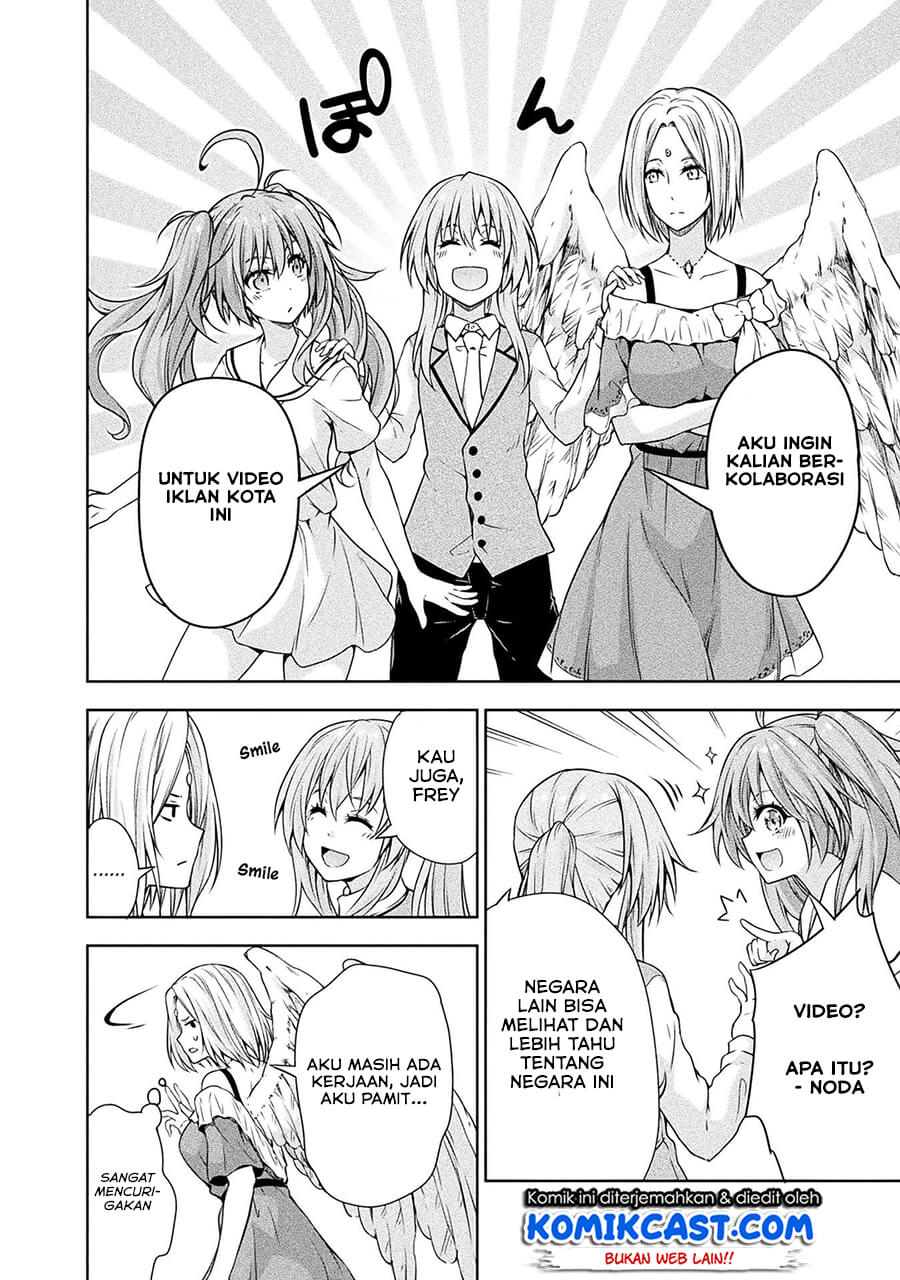 ぽん
AKU INGIN
KALIAN BER-
KOLABORASI
UNTUK VIDEO
IKLAN KOTA
INI
VIDEO?
APA ITU?
- NODA
NEGARA
LAIN BISA
MELIHAT DAN
LEBIH TAHU
TENTANG
NEGARA INI
KAU
JUGA,
FREY
Smile
Smile
......
AKU MASIH ADA
KERJAAN, JADI
AKU PAMIT...
SANGAT
MENCURI-
GAKAN
Komik ini diterjemahkan & diedit oleh
KOMIKCAST.COM
BUKAN WEB LAIN!!